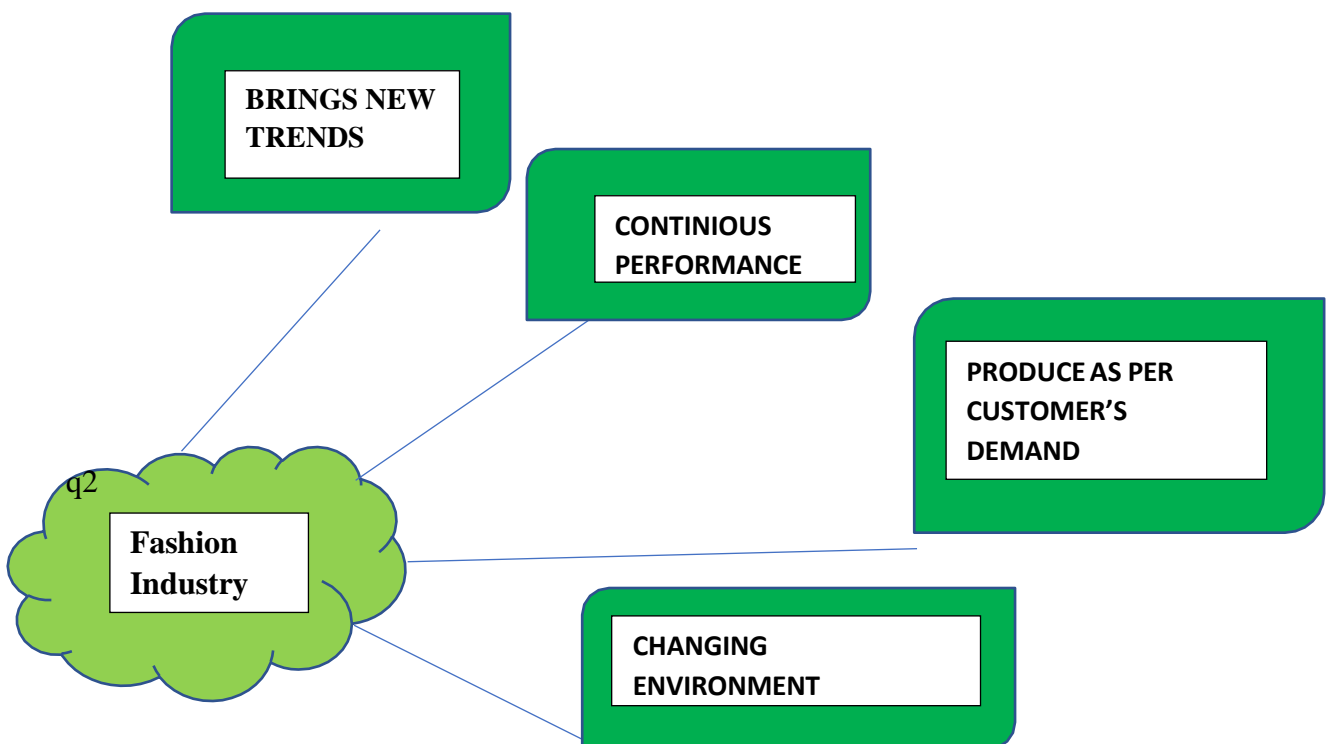 BRINGS NEW
TRENDS
CONTINIOUS
PERFORMANCE
PRODUCE AS PER
CUSTOMER’S
DEMAND
q2
Fashion
Industry
CHANGING
ENVIRONMENT